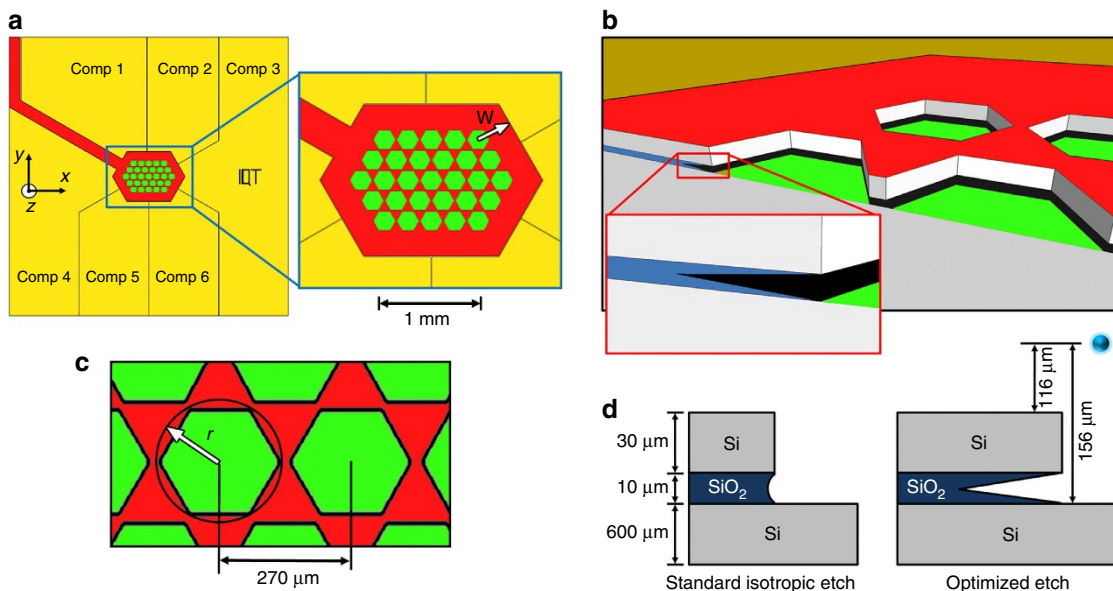 a
Comp 1
Comp 2
Comp 3
W
y
x
z
Comp 4
Comp 5
Comp 6
1 mm
b
c
r
270 µm
116 µm
156 µm
d
30 µm
Si
Si
10 µm
SiO2
SiO2
600 µm
Si
Si
Standard isotropic etch
Optimized etch